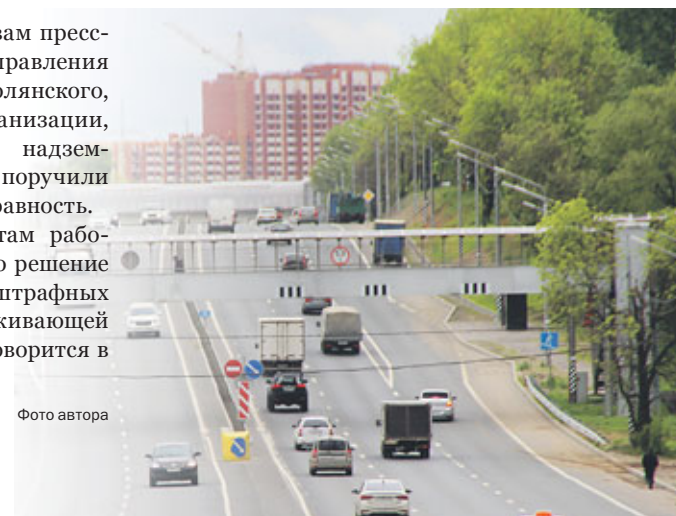 вам пресс-
правления
олянского,
анизации,
надзем-
поручили
равность.
там рабо-
о решение
штрафных
живающей
оворится в
Фото автора